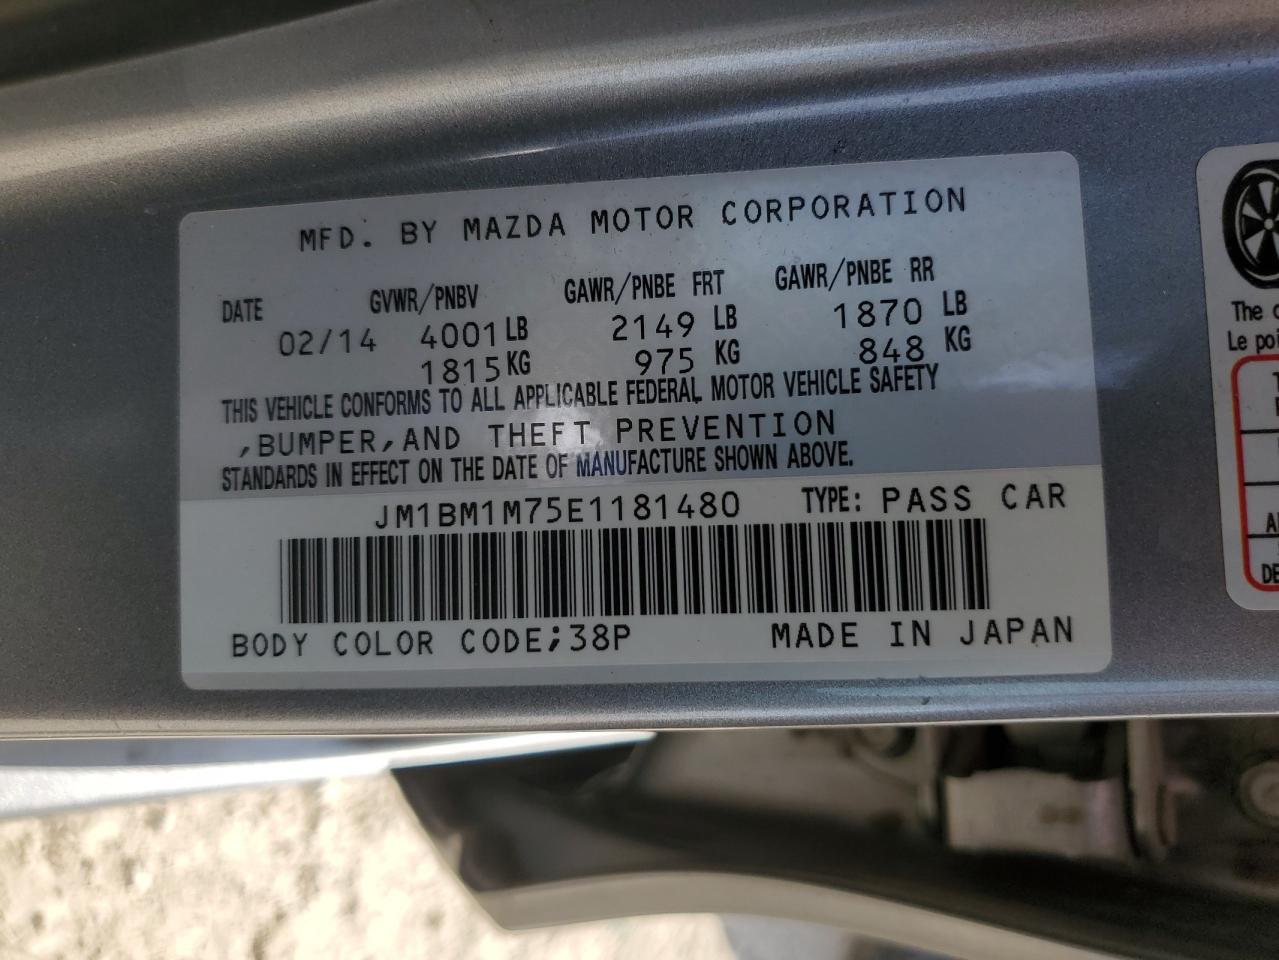 MFD. BY MAZDA MOTOR CORPORATION
DATE GVWR/PNBV GAWR/PNBE FRT GAWR/PNBE RR
02/14 4001 LB 2149 LB 1870 LB
1815 KG 975 KG 848 KG
THIS VEHICLE CONFORMS TO ALL APPLICABLE FEDERAL MOTOR VEHICLE SAFETY
,BUMPER,AND THEFT PREVENTION
STANDARDS IN EFFECT ON THE DATE OF MANUFACTURE SHOWN ABOVE.
JM1BM1M75E1181480 TYPE: PASS CAR
BODY COLOR CODE;38P MADE IN JAPAN
The
Le